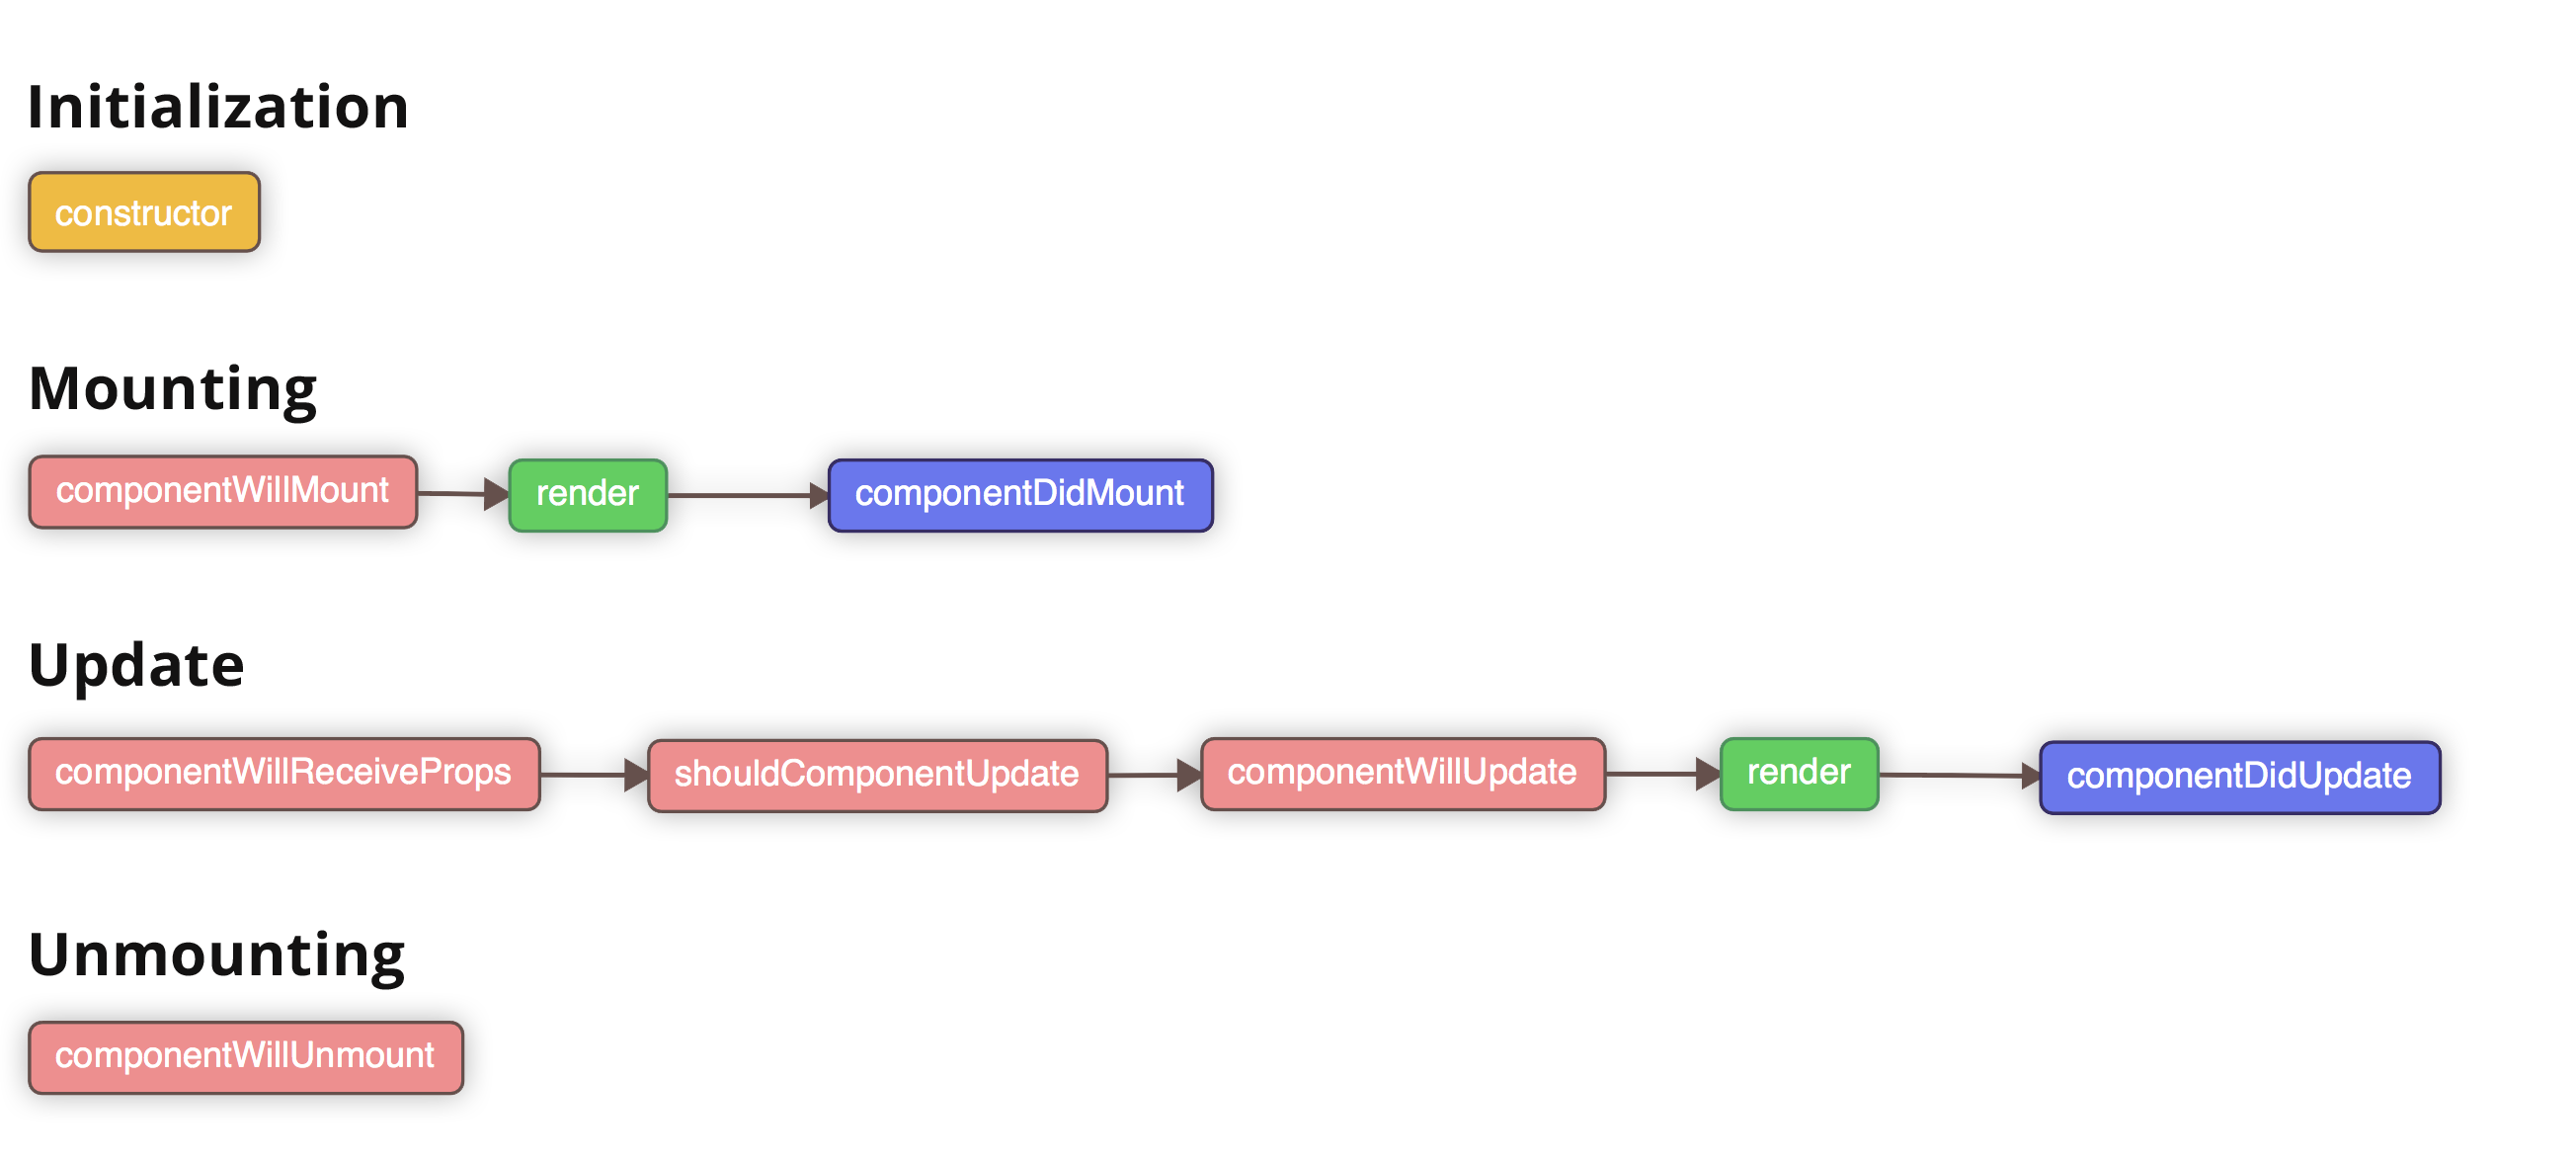 Initialization
constructor
Mounting
componentWillMount
render
componentDidMount
Update
componentWillReceiveProps
shouldComponentUpdate
componentWillUpdate
render
componentDidUpdate
Unmounting
componentWillUnmount